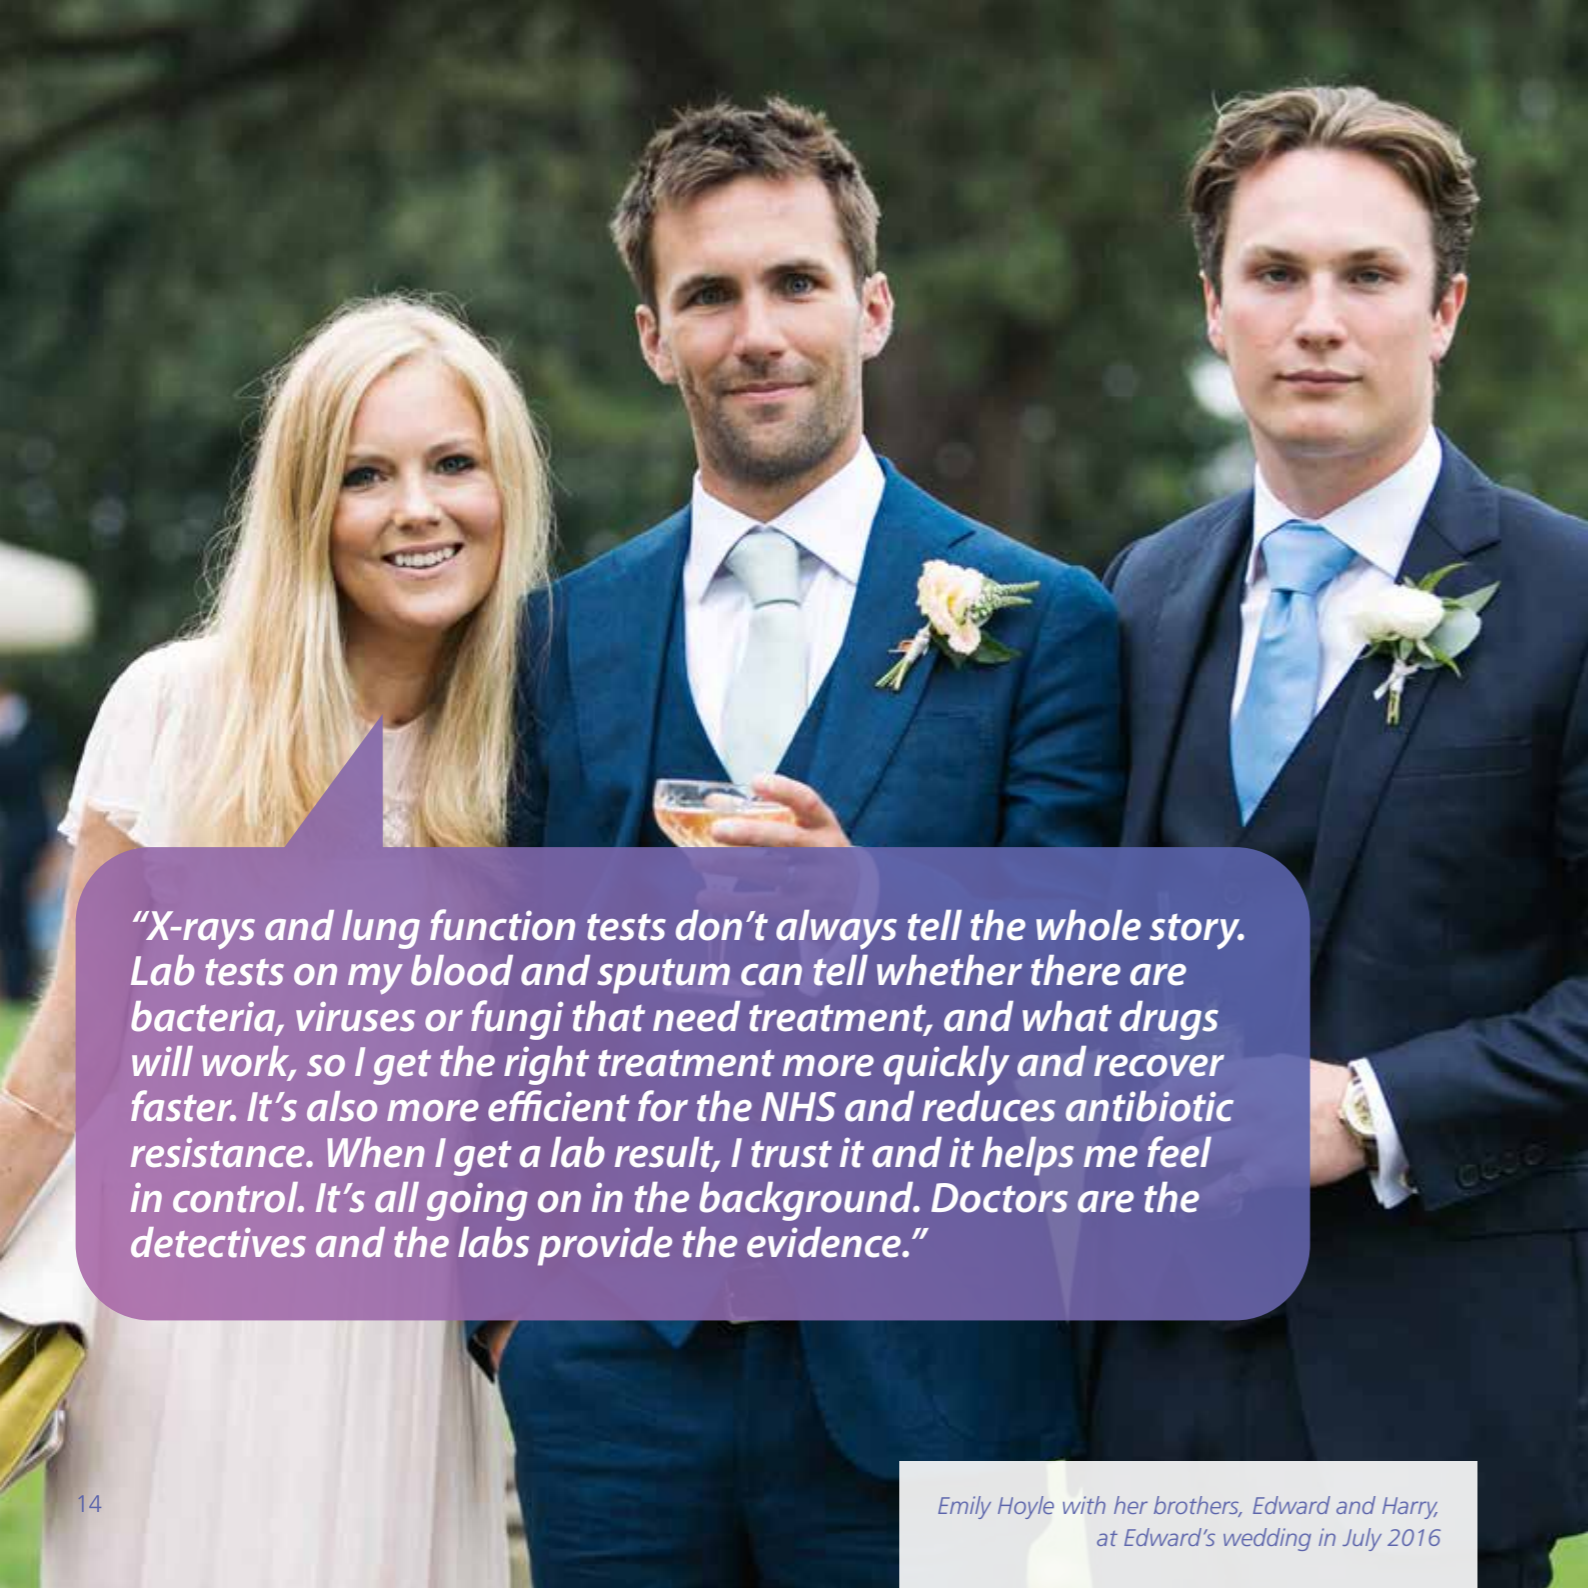 “X-rays and lung function tests don’t always tell the whole story.
Lab tests on my blood and sputum can tell whether there are
bacteria, viruses or fungi that need treatment, and what drugs
will work, so I get the right treatment more quickly and recover
faster. It’s also more efficient for the NHS and reduces antibiotic
resistance. When I get a lab result, I trust it and it helps me feel
in control. It’s all going on in the background. Doctors are the
detectives and the labs provide the evidence.”
14
Emily Hoyle with her brothers, Edward and Harry,
at Edward’s wedding in July 2016